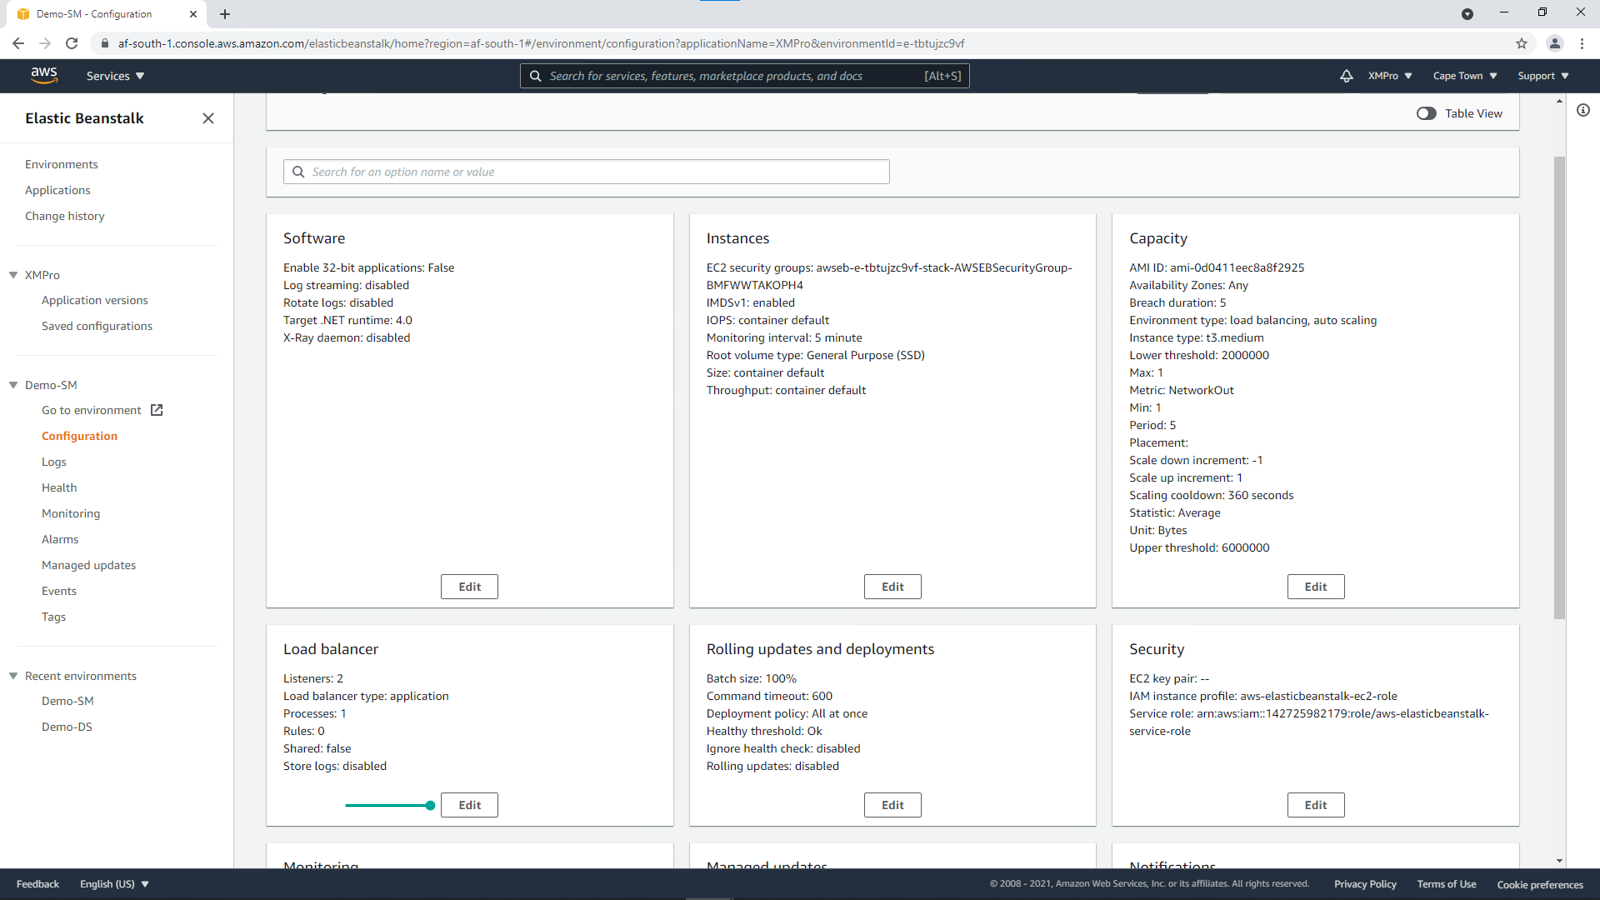 Demo-SM - Configuration
af-south-1.console.aws.amazon.com/elasticbeanstalk/home?region=af-south-1#/environment/configuration?applicationName=XMPro&environmentId=e-tbtujzc9vf
aws
Services
Search for services, features, marketplace products, and docs
[Alt+S]
XMPro
Cape Town
Support
Elastic Beanstalk
Environments
Applications
Change history
XMPro
Application versions
Saved configurations
Demo-SM
Go to environment
Configuration
Logs
Health
Monitoring
Alarms
Managed updates
Events
Tags
Recent environments
Demo-SM
Demo-DS
Table View
Search for an option name or value
Software
Enable 32-bit applications: False
Log streaming: disabled
Rotate logs: disabled
Target .NET runtime: 4.0
X-Ray daemon: disabled
Edit
Instances
EC2 security groups: awseb-e-tbtujzc9vf-stack-AWSEBSecurityGroup-
BMFWWTAKOPH4
IMDSv1: enabled
IOPS: container default
Monitoring interval: 5 minute
Root volume type: General Purpose (SSD)
Size: container default
Throughput: container default
Edit
Capacity
AMI ID: ami-0d0411eec8a8f2925
Availability Zones: Any
Breach duration: 5
Environment type: load balancing, auto scaling
Instance type: t3.medium
Lower threshold: 2000000
Max: 1
Metric: NetworkOut
Min: 1
Period: 5
Placement:
Scale down increment: -1
Scale up increment: 1
Scaling cooldown: 360 seconds
Statistic: Average
Unit: Bytes
Upper threshold: 6000000
Edit
Load balancer
Listeners: 2
Load balancer type: application
Processes: 1
Rules: 0
Shared: false
Store logs: disabled
Edit
Rolling updates and deployments
Batch size: 100%
Command timeout: 600
Deployment policy: All at once
Healthy threshold: Ok
Ignore health check: disabled
Rolling updates: disabled
Edit
Security
EC2 key pair: --
IAM instance profile: aws-elasticbeanstalk-ec2-role
Service role: arn:aws:iam::142725982179:role/aws-elasticbeanstalk-
service-role
Edit
Monitoring
Managed updates
Notifications
Feedback
English (US)
© 2008 - 2021, Amazon Web Services, Inc. or its affiliates. All rights reserved.
Privacy Policy
Terms of Use
Cookie preferences